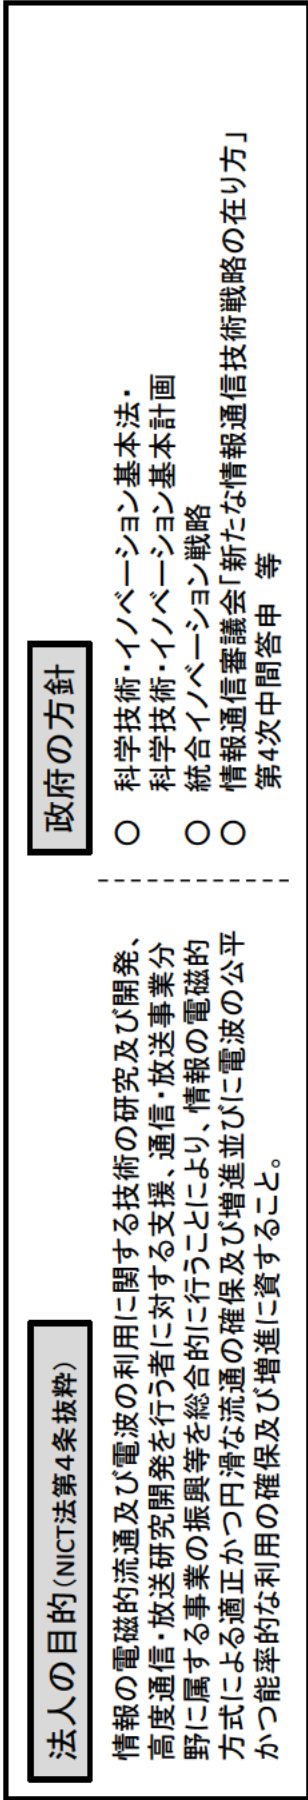 法人の目的(NICT法第4条抜粋)
情報の電磁的流通及び電波の利用に関する技術の研究及び開発、
高度通信・放送研究開発を行う者に対する支援、通信・放送事業分
野に属する事業の振興等を総合的に行うことにより、情報の電磁的
方式による適正かつ円滑な流通の確保及び増進並びに電波の公平
かつ能率的な利用の確保及び増進に資すること。
政府の方針
○ 科学技術・イノベーション基本法・
科学技術・イノベーション基本計画
○ 統合イノベーション戦略
○ 情報通信審議会「新たな情報通信技術戦略の在り方」
第4次中間答申 等